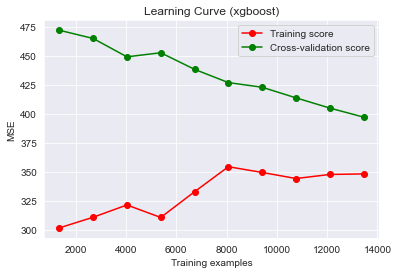 Learning Curve (xgboost)
Training score
Cross-validation score
MSE
475
450
425
400
375
350
325
300
2000 4000 6000 8000 10000 12000 14000
Training examples